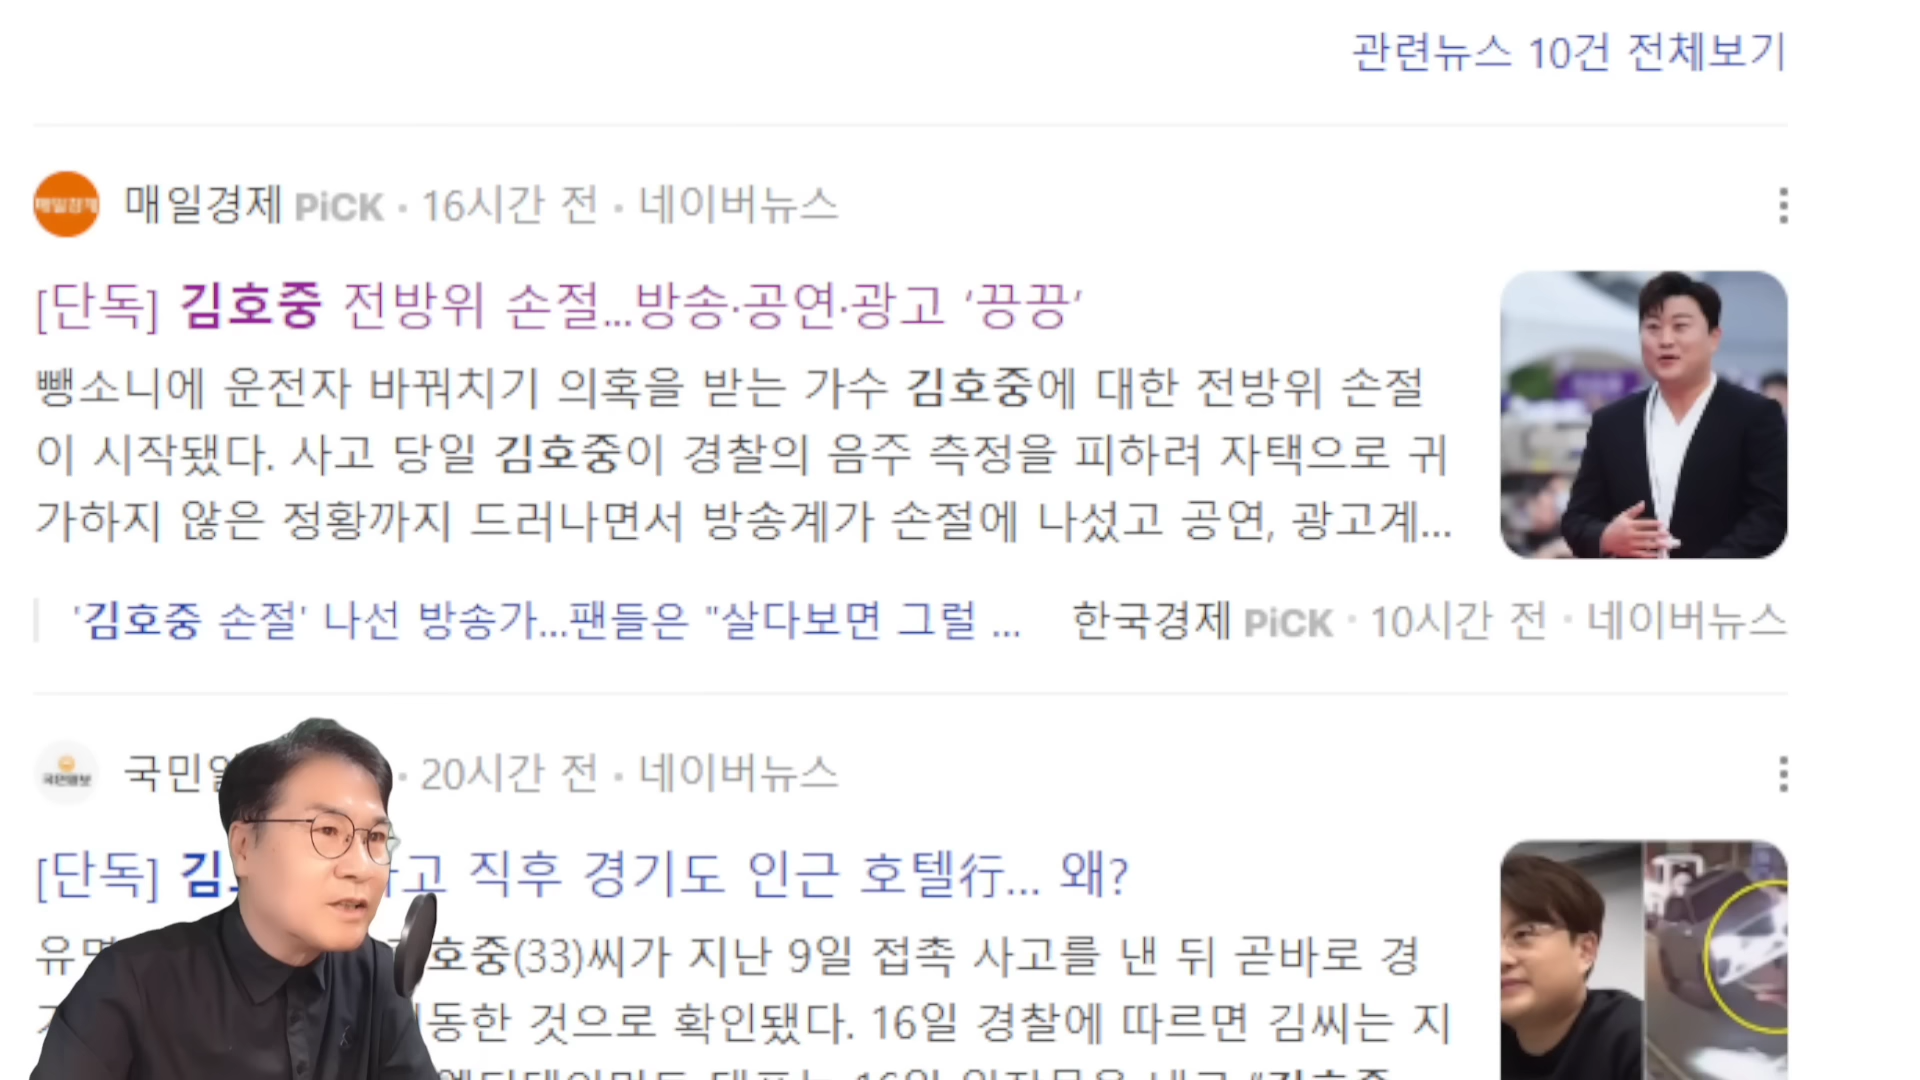 관련뉴스 10건 전체보기
매일경제
매일경제 PiCK · 16시간 전 · 네이버뉴스
[단독] 김호중 전방위 손절...방송·공연·광고 ‘끙끙’
뺑소니에 운전자 바꿔치기 의혹을 받는 가수 김호중에 대한 전방위 손절
이 시작됐다. 사고 당일 김호중이 경찰의 음주 측정을 피하려 자택으로 귀
가하지 않은 정황까지 드러나면서 방송계가 손절에 나섰고 공연, 광고계...
'김호중 손절' 나선 방송가...팬들은 "살다보면 그럴 ... 한국경제 PiCK · 10시간 전 · 네이버뉴스
국민일보
국민일 · 20시간 전 · 네이버뉴스
[단독] 김 고 직후 경기도 인근 호텔行... 왜?
유명 호중(33)씨가 지난 9일 접촉 사고를 낸 뒤 곧바로 경
동한 것으로 확인됐다. 16일 경찰에 따르면 김씨는 지